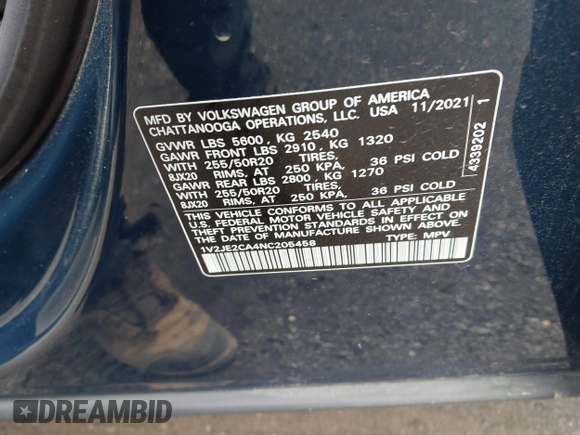 MFD BY VOLKSWAGEN GROUP OF AMERICA
CHATTANOOGA OPERATIONS, LLC. USA 11/2021
GVWR LBS 5600 , KG 2540
GAWR FRONT LBS 2910 , KG 1320
WITH 255/50R20 TIRES,
8JX20 RIMS, AT 250 KPA, 36 PSI COLD
GAWR REAR LBS 2800 , KG 1270
WITH 255/50R20 TIRES,
8JX20 RIMS, AT 250 KPA, 36 PSI COLD
THIS VEHICLE CONFORMS TO ALL APPLICABLE
U.S. FEDERAL MOTOR VEHICLE SAFETY AND
THEFT PREVENTION STANDARDS IN EFFECT ON
THE DATE OF MANUFACTURE SHOWN ABOVE.
1V2JE2CA4NC205458 TYPE: MPV
4339202 1
DREAMBID